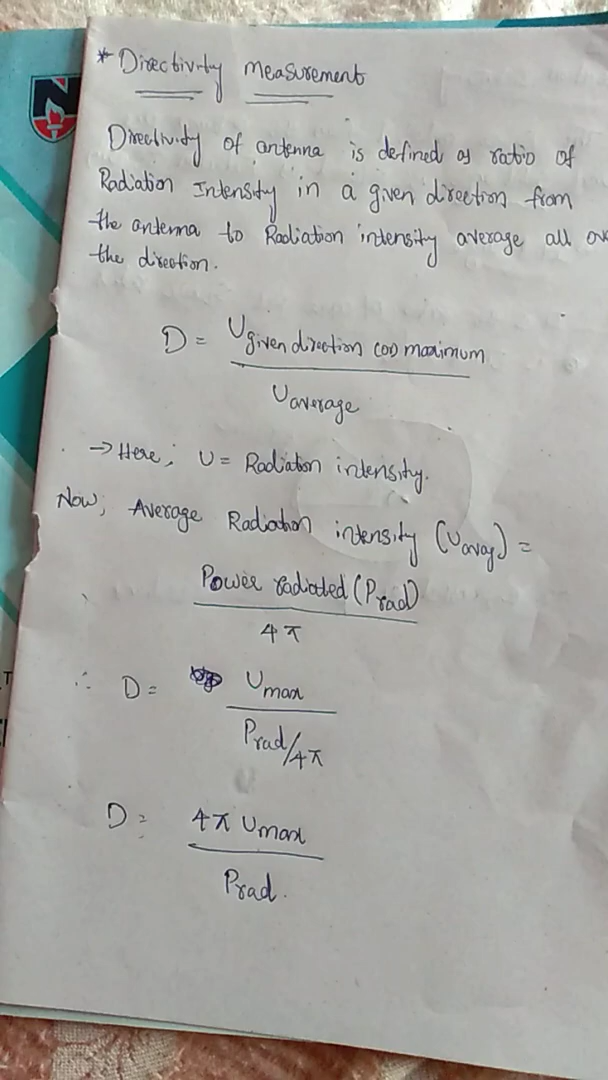 * Directivity Measurement
Directivity of antenna is defined as ratio of
Radiation Intensity in a given direction from
the antenna to Radiation intensity average all ov
the direction.
D = U given direction (or) maximum
U average
→ Here; U = Radiation intensity.
Now; Average Radiation intensity (Uavag) =
Power radiated (Prad)
4π
∴ D = Umax
Prad/4π
D = 4π Umax
Prad.